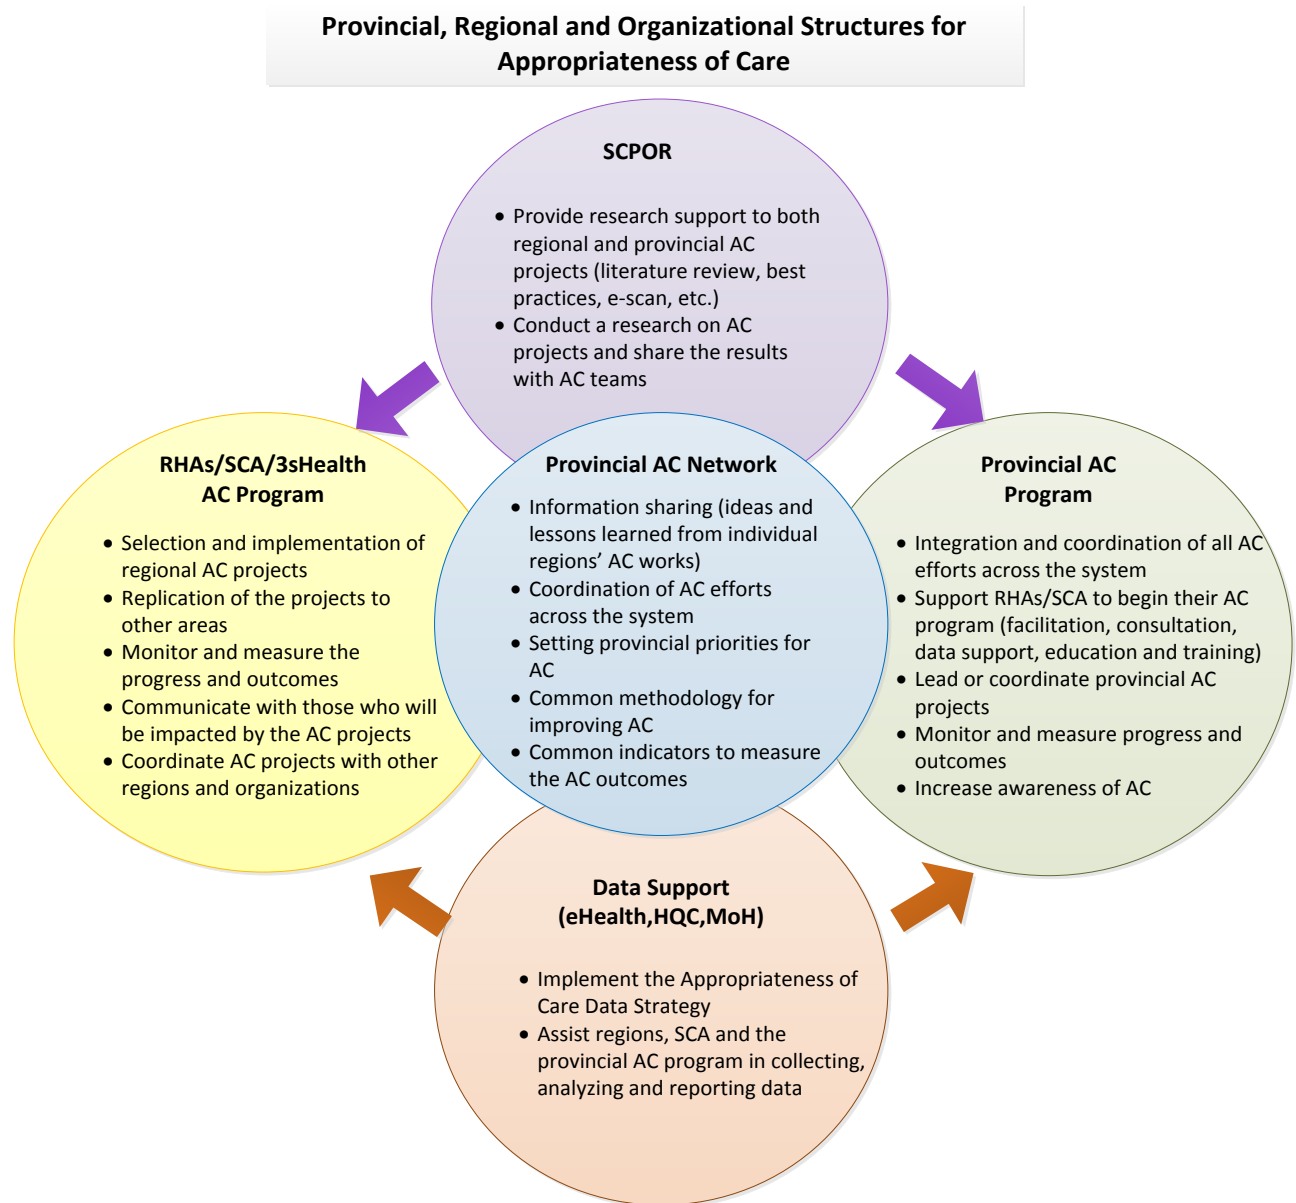 Provincial, Regional and Organizational Structures for
Appropriateness of Care
SCPOR
• Provide research support to both
regional and provincial AC
projects (literature review, best
practices, e-scan, etc.)
• Conduct a research on AC
projects and share the results
with AC teams
RHAs/SCA/3sHealth
AC Program
• Selection and implementation of
regional AC projects
• Replication of the projects to
other areas
• Monitor and measure the
progress and outcomes
• Communicate with those who will
be impacted by the AC projects
• Coordinate AC projects with other
regions and organizations
Provincial AC Network
• Information sharing (ideas and
lessons learned from individual
regions’ AC works)
• Coordination of AC efforts
across the system
• Setting provincial priorities for
AC
• Common methodology for
improving AC
• Common indicators to measure
the AC outcomes
Provincial AC
Program
• Integration and coordination of all AC
efforts across the system
• Support RHAs/SCA to begin their AC
program (facilitation, consultation,
data support, education and training)
• Lead or coordinate provincial AC
projects
• Monitor and measure progress and
outcomes
• Increase awareness of AC
Data Support
(eHealth,HQC,MoH)
• Implement the Appropriateness of
Care Data Strategy
• Assist regions, SCA and the
provincial AC program in collecting,
analyzing and reporting data